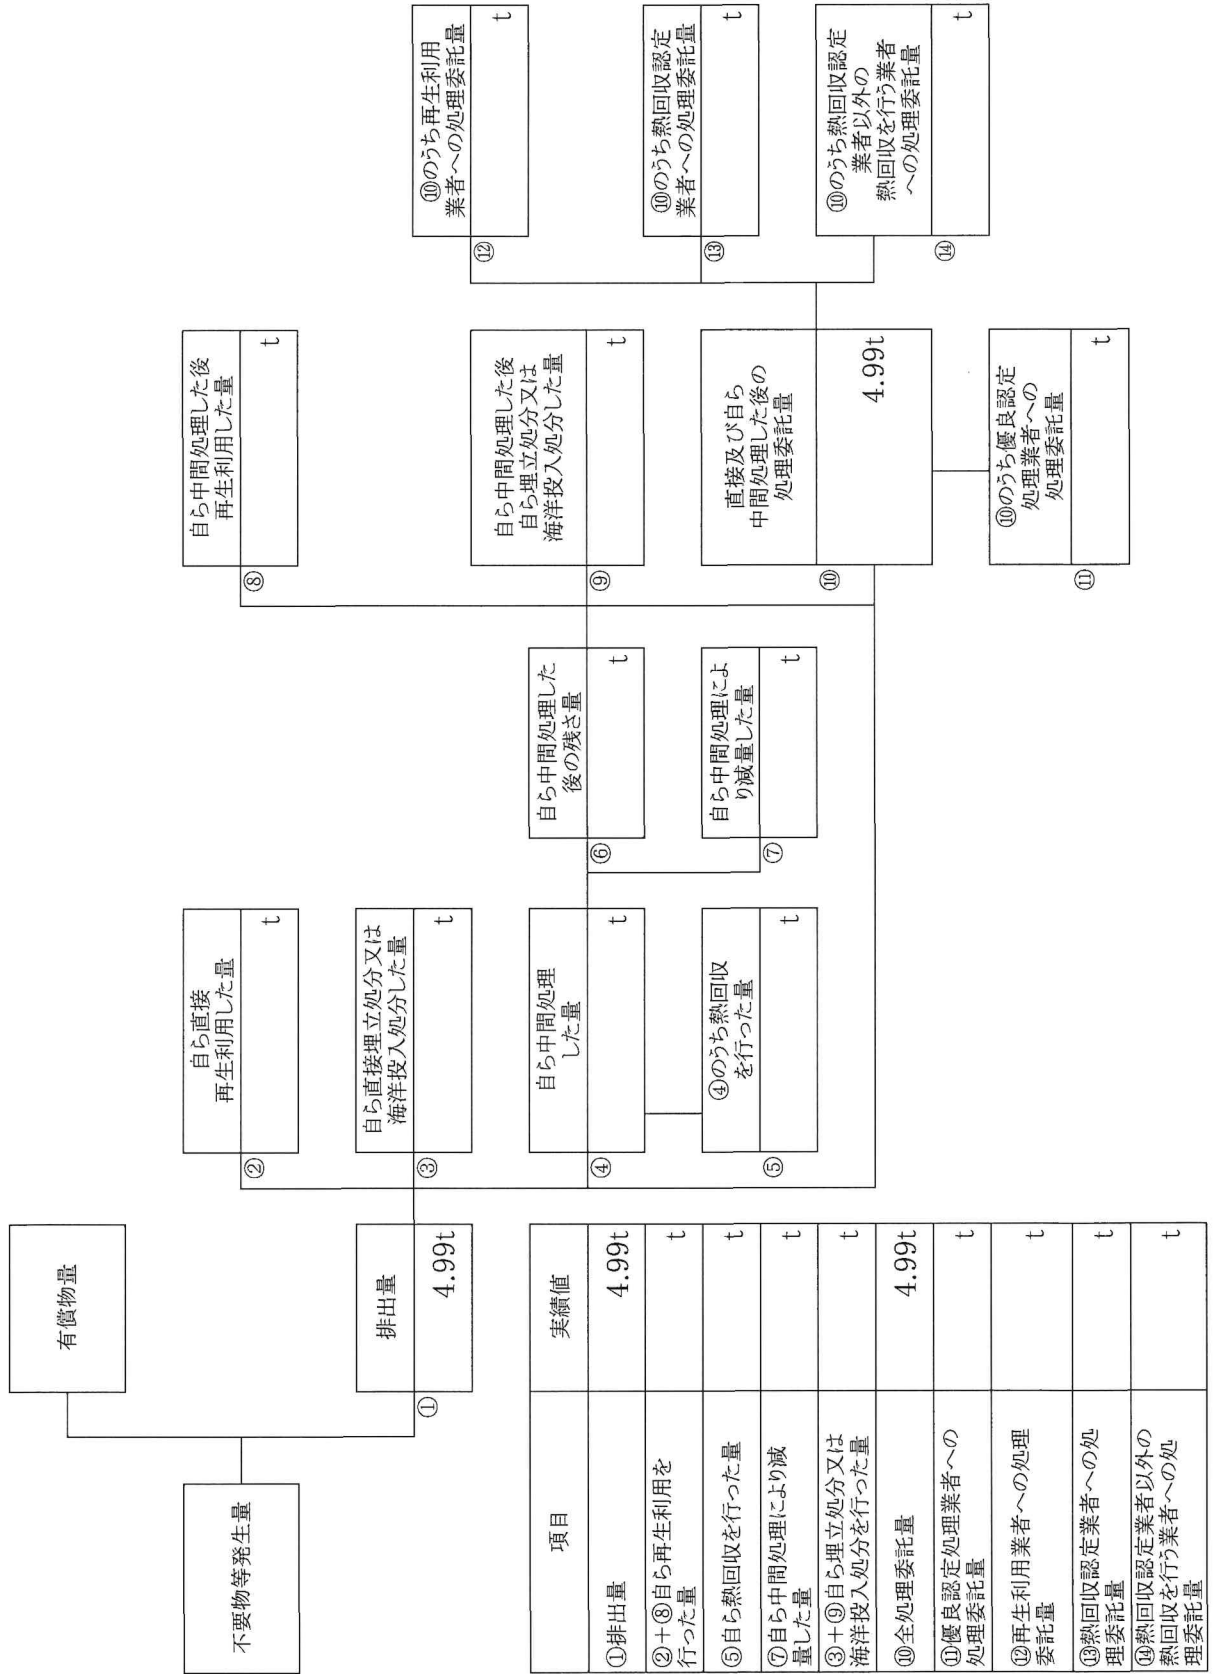 不要物等発生量
有償物量
①
排出量
4.99t
②
自ら直接
再生利用した量
t
③
自ら直接埋立処分又は
海洋投入処分した量
t
④
自ら中間処理
した量
t
⑤
④のうち熱回収
を行った量
t
⑥
自ら中間処理した
後の残さ量
t
⑦
自ら中間処理によ
り減量した量
t
⑧
自ら中間処理した後
再生利用した量
t
⑨
自ら中間処理した後
自ら埋立処分又は
海洋投入処分した量
t
⑩
直接及び自ら
中間処理した後の
処理委託量
4.99t
⑪
⑩のうち優良認定
処理業者への
処理委託量
t
⑫
⑩のうち再生利用
業者への処理委託量
t
⑬
⑩のうち熱回収認定
業者への処理委託量
t
⑭
⑩のうち熱回収認定
業者以外の
熱回収を行う業者
への処理委託量
t
項目 実績値
①排出量 4.99t
②+⑧自ら再生利用を
行った量 t
⑤自ら熱回収を行った量 t
⑦自ら中間処理により減
量した量 t
③+⑨自ら埋立処分又は
海洋投入処分を行った量 t
⑩全処理委託量 4.99t
⑪優良認定処理業者への
処理委託量 t
⑫再生利用業者への処理
委託量 t
⑬熱回収認定業者への処
理委託量 t
⑭熱回収認定業者以外の
熱回収を行う業者への処
理委託量 t